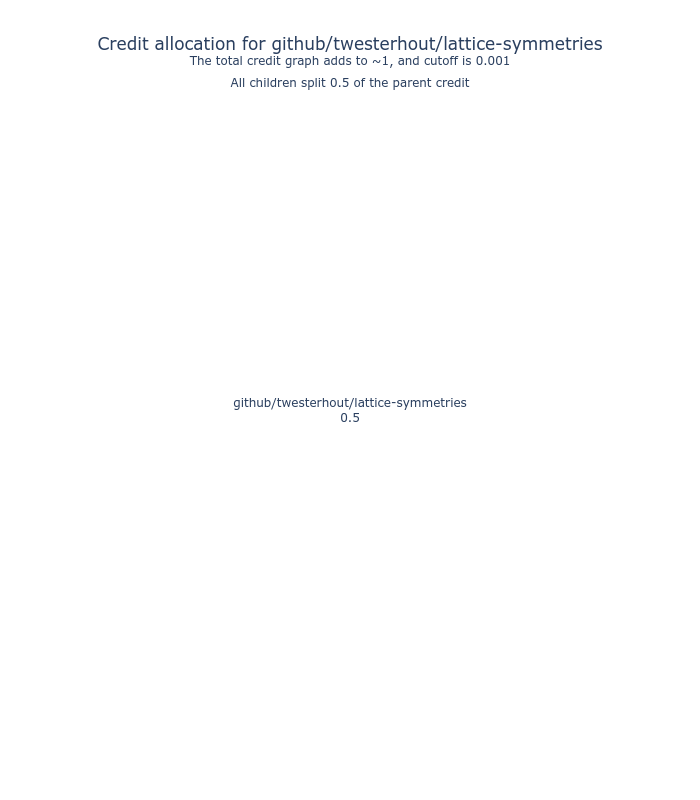 Credit allocation for github/twesterhout/lattice-symmetries
The total credit graph adds to ~1, and cutoff is 0.001
All children split 0.5 of the parent credit
github/twesterhout/lattice-symmetries
0.5